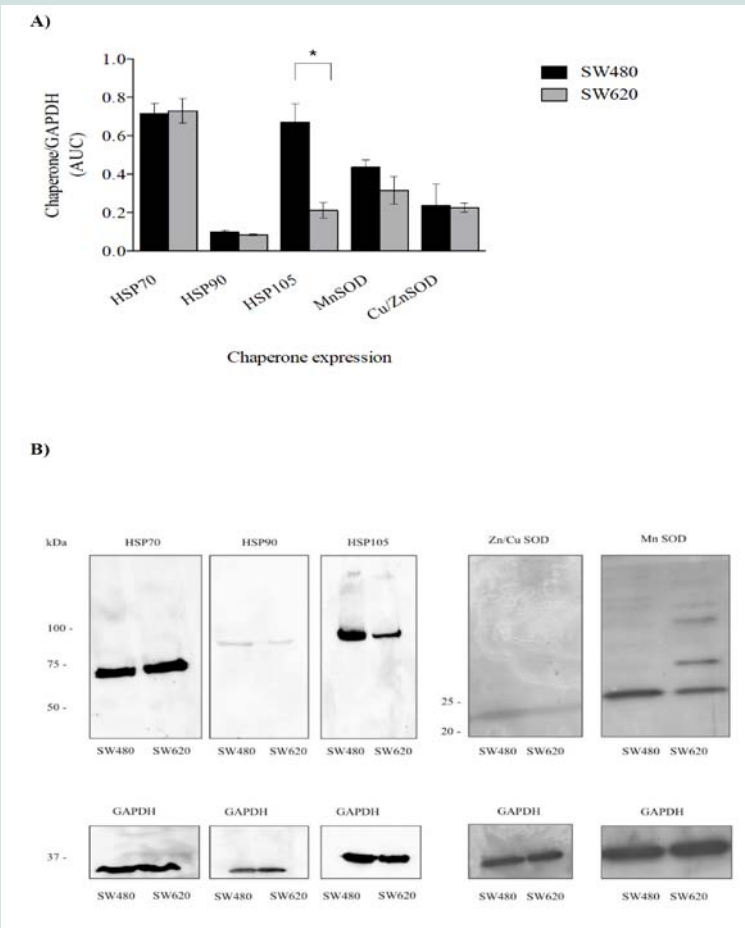 A)
*
SW480
SW620
Chaperone/GAPDH
(AUC)
1.0
0.8
0.6
0.4
0.2
0.0
HSP70
HSP90
HSP105
MnSOD
Cu/ZnSOD
Chaperone expression
B)
kDa
HSP70
HSP90
HSP105
Zn/Cu SOD
Mn SOD
100 -
75 -
50 -
25 -
20 -
SW480 SW620
SW480 SW620
SW480 SW620
SW480 SW620
SW480 SW620
GAPDH
GAPDH
GAPDH
GAPDH
GAPDH
37 -
SW480 SW620
SW480 SW620
SW480 SW620
SW480 SW620
SW480 SW620